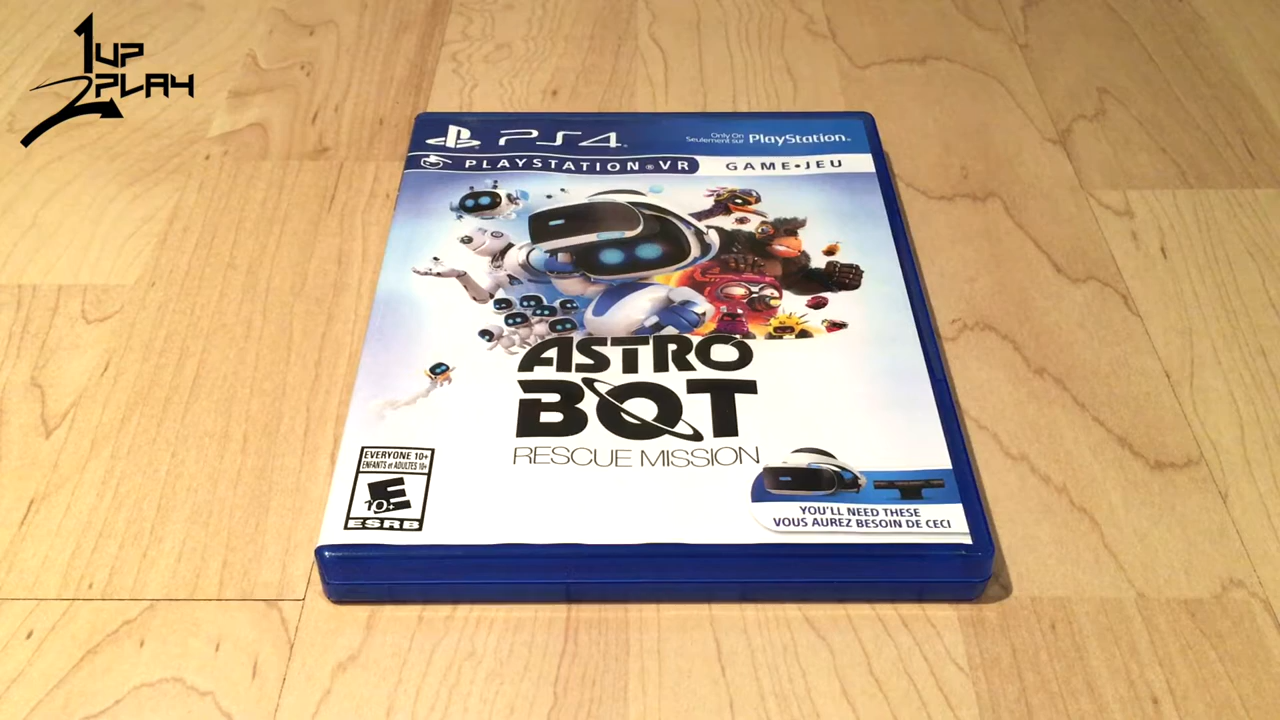 1UP
2PLAY
PS4
Only On
Seulement sur PlayStation
PLAYSTATION®VR
GAME•JEU
ASTRO
BOT
RESCUE MISSION
EVERYONE 10+
ENFANTS et ADULTES 10+
E
10+
ESRB
YOU'LL NEED THESE
VOUS AUREZ BESOIN DE CECI